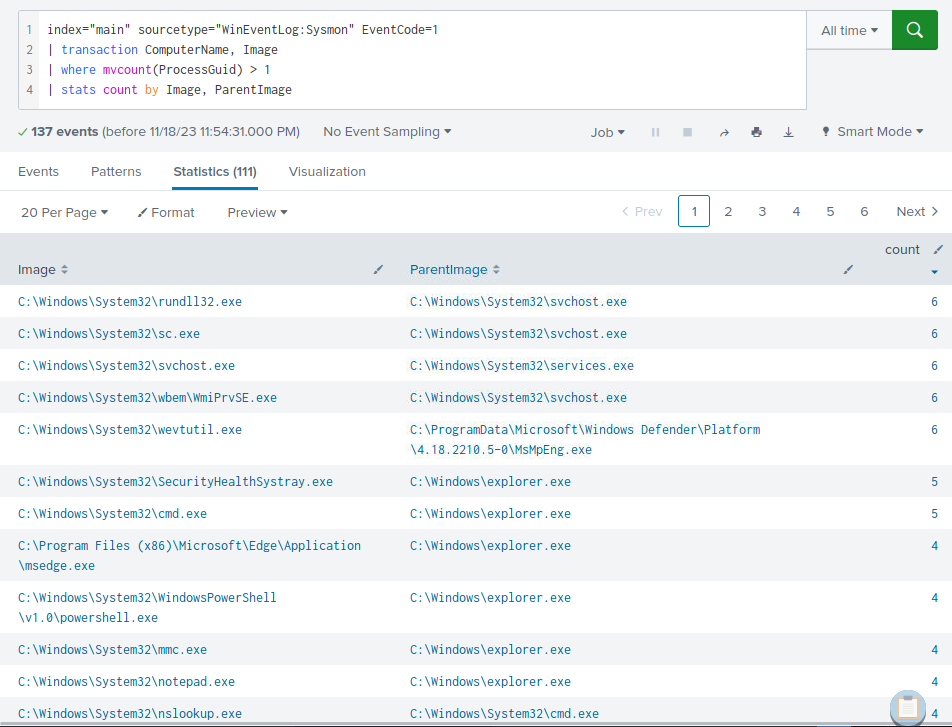 1 index="main" sourcetype="WinEventLog:Sysmon" EventCode=1
2 | transaction ComputerName, Image
3 | where mvcount(ProcessGuid) > 1
4 | stats count by Image, ParentImage
All time
137 events (before 11/18/23 11:54:31.000 PM) No Event Sampling Job Smart Mode
Events Patterns Statistics (111) Visualization
20 Per Page Format Preview Prev 1 2 3 4 5 6 Next
count
Image ParentImage
C:\Windows\System32\rundll32.exe C:\Windows\System32\svchost.exe 6
C:\Windows\System32\sc.exe C:\Windows\System32\svchost.exe 6
C:\Windows\System32\svchost.exe C:\Windows\System32\services.exe 6
C:\Windows\System32\wbem\WmiPrvSE.exe C:\Windows\System32\svchost.exe 6
C:\Windows\System32\wevtutil.exe C:\ProgramData\Microsoft\Windows Defender\Platform 6
\4.18.2210.5-0\MsMpEng.exe
C:\Windows\System32\SecurityHealthSystray.exe C:\Windows\explorer.exe 5
C:\Windows\System32\cmd.exe C:\Windows\explorer.exe 5
C:\Program Files (x86)\Microsoft\Edge\Application C:\Windows\explorer.exe 4
\msedge.exe
C:\Windows\System32\WindowsPowerShell C:\Windows\explorer.exe 4
\v1.0\powershell.exe
C:\Windows\System32\mmc.exe C:\Windows\explorer.exe 4
C:\Windows\System32\notepad.exe C:\Windows\explorer.exe 4
C:\Windows\System32\nslookup.exe C:\Windows\System32\cmd.exe 4